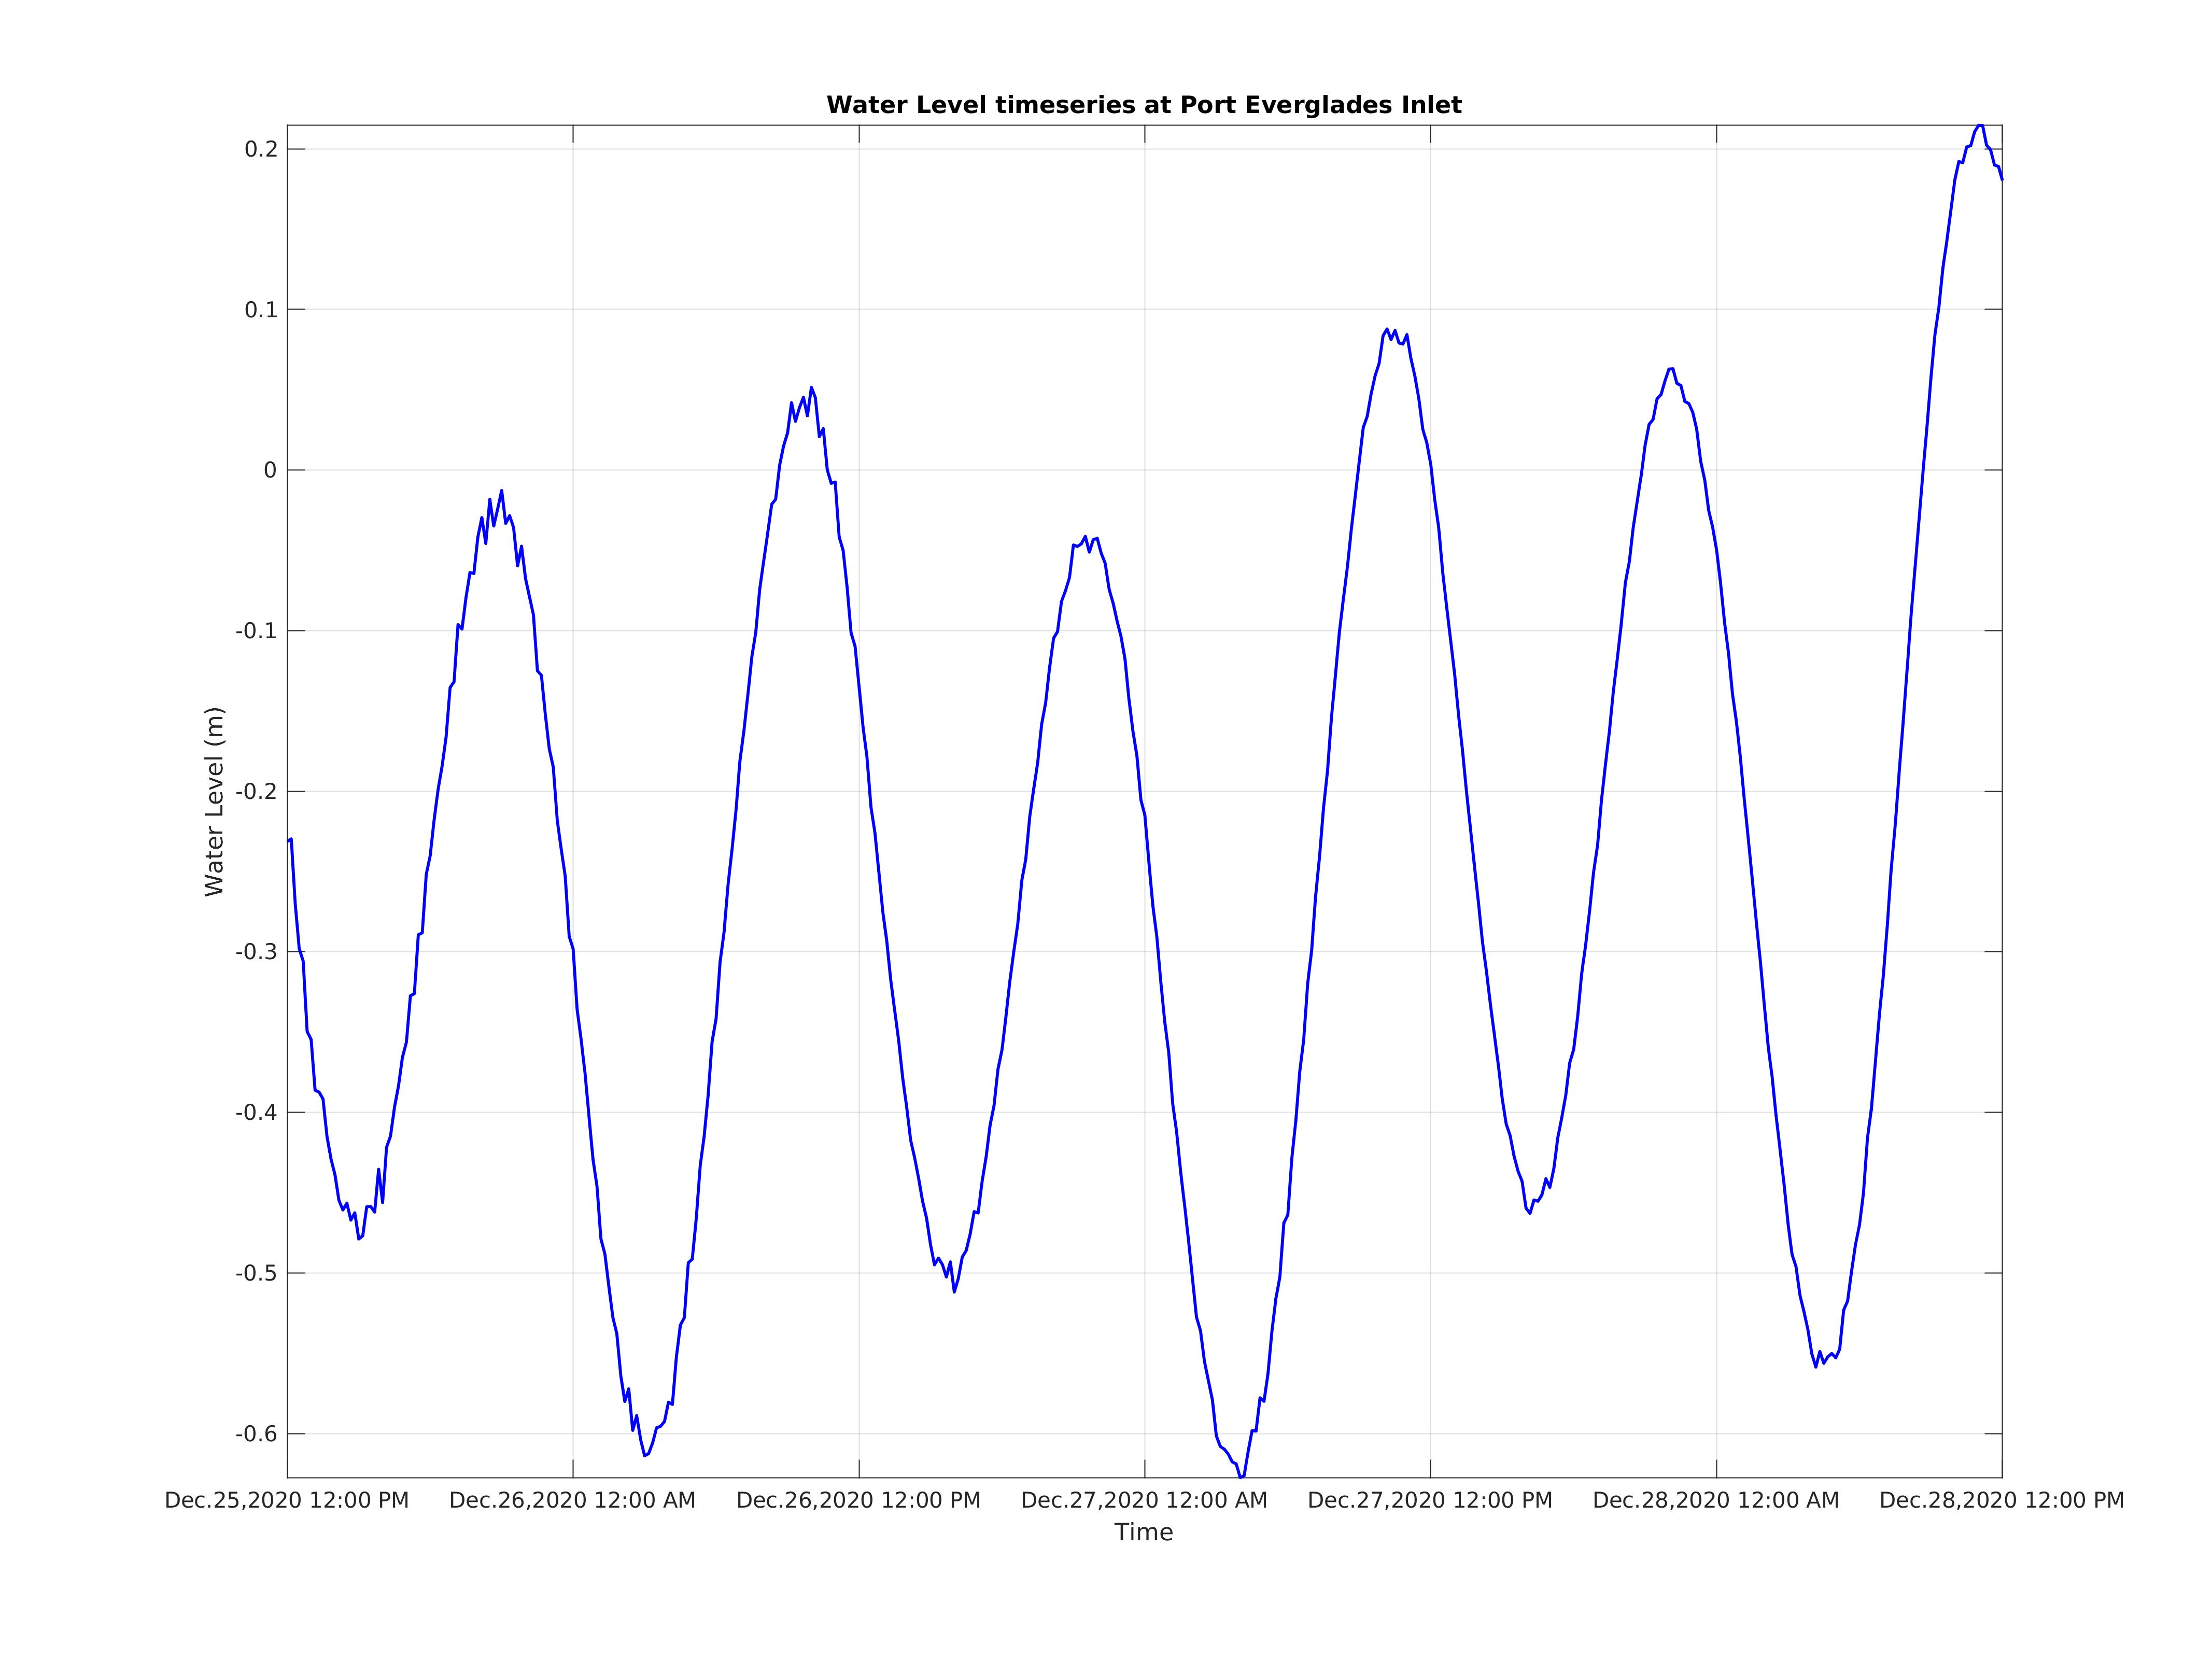 Water Level timeseries at Port Everglades Inlet
0.2
0.1
0
-0.1
-0.2
-0.3
-0.4
-0.5
-0.6
Water Level (m)
Dec.25,2020 12:00 PM Dec.26,2020 12:00 AM Dec.26,2020 12:00 PM Dec.27,2020 12:00 AM Dec.27,2020 12:00 PM Dec.28,2020 12:00 AM Dec.28,2020 12:00 PM
Time